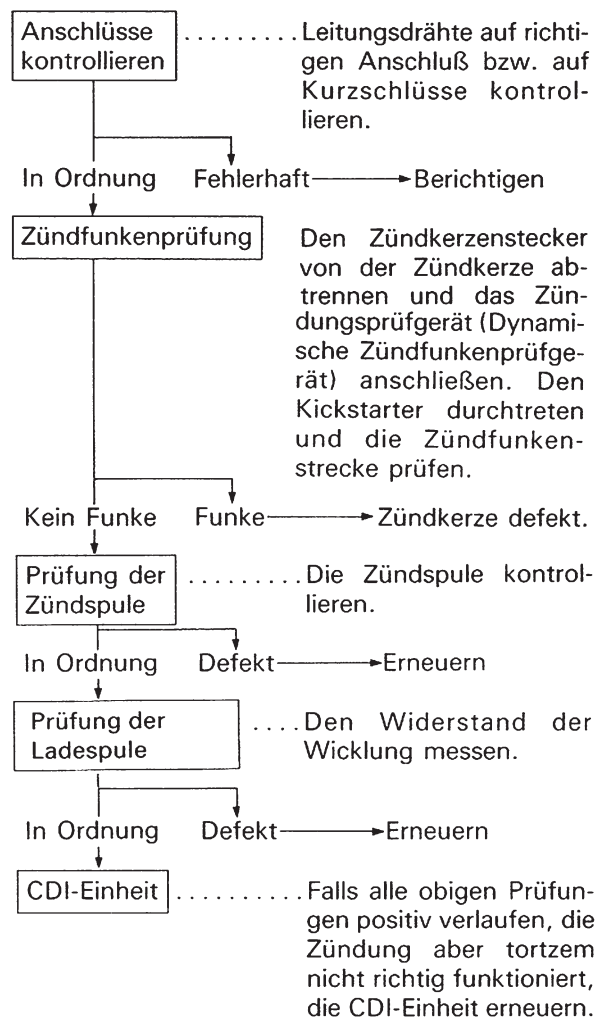 Anschlüsse
kontrollieren
.........Leitungsdrähte auf richti-
gen Anschluß bzw. auf
Kurzschlüsse kontrol-
lieren.
In Ordnung Fehlerhaft Berichtigen
Zündfunkenprüfung
Den Zündkerzenstecker
von der Zündkerze ab-
trennen und das Zün-
dungsprüfgerät (Dynami-
sche Zündfunkenprüfge-
rät) anschließen. Den
Kickstarter durchtreten
und die Zündfunken-
strecke prüfen.
Kein Funke Funke Zündkerze defekt.
Prüfung der
Zündspule
.........Die Zündspule kontrol-
lieren.
In Ordnung Defekt Erneuern
Prüfung der
Ladespule
....Den Widerstand der
Wicklung messen.
In Ordnung Defekt Erneuern
CDI-Einheit
..........Falls alle obigen Prüfun-
gen positiv verlaufen, die
Zündung aber tortzem
nicht richtig funktioniert,
die CDI-Einheit erneuern.